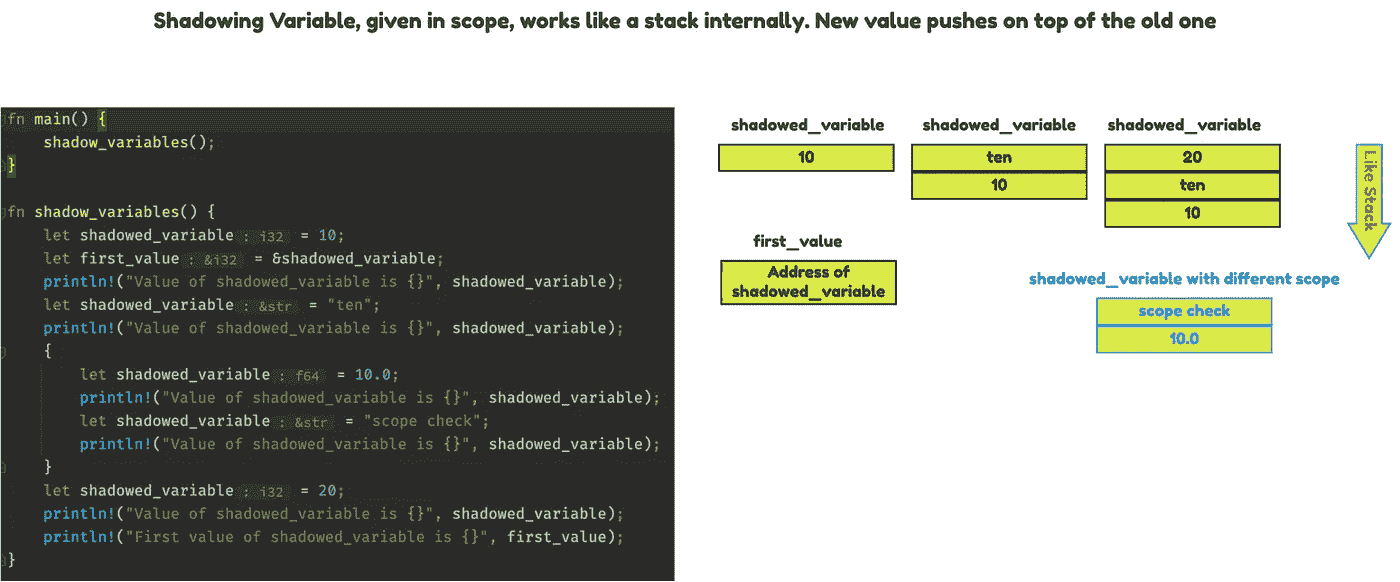 Shadowing Variable, given in scope, works like a stack internally. New value pushes on top of the old one
fn main() {
    shadow_variables();
}
fn shadow_variables() {
    let shadowed_variable : i32 = 10;
    let first_value : &i32 = &shadowed_variable;
    println!("Value of shadowed_variable is {}", shadowed_variable);
    let shadowed_variable : &str = "ten";
    println!("Value of shadowed_variable is {}", shadowed_variable);
    {
        let shadowed_variable : f64 = 10.0;
        println!("Value of shadowed_variable is {}", shadowed_variable);
        let shadowed_variable : &str = "scope check";
        println!("Value of shadowed_variable is {}", shadowed_variable);
    }
    let shadowed_variable : i32 = 20;
    println!("Value of shadowed_variable is {}", shadowed_variable);
    println!("First value of shadowed_variable is {}", first_value);
}
shadowed_variable
10
shadowed_variable
ten
10
shadowed_variable
20
ten
10
Like Stack
first_value
Address of
shadowed_variable
shadowed_variable with different scope
scope check
10.0